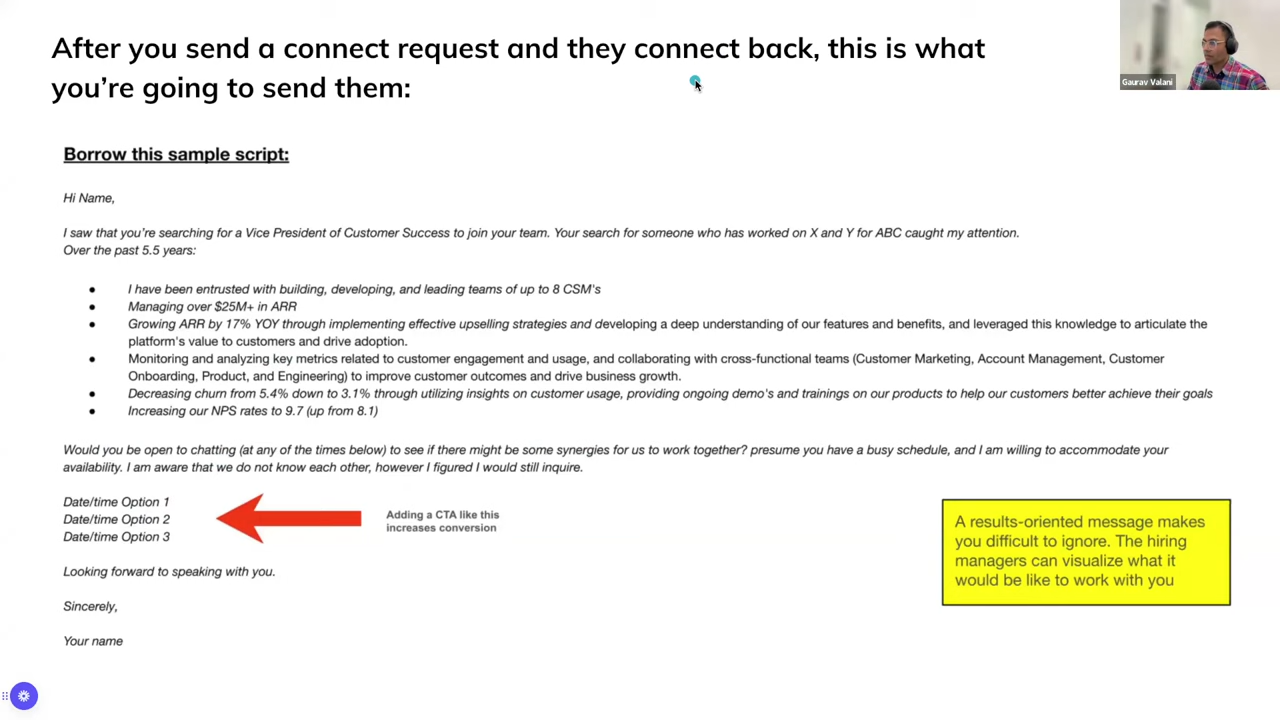 After you send a connect request and they connect back, this is what
you’re going to send them:
Gaurav Valani
Borrow this sample script:
Hi Name,
I saw that you’re searching for a Vice President of Customer Success to join your team. Your search for someone who has worked on X and Y for ABC caught my attention.
Over the past 5.5 years:
● I have been entrusted with building, developing, and leading teams of up to 8 CSM's
● Managing over $25M+ in ARR
● Growing ARR by 17% YOY through implementing effective upselling strategies and developing a deep understanding of our features and benefits, and leveraged this knowledge to articulate the
platform's value to customers and drive adoption.
● Monitoring and analyzing key metrics related to customer engagement and usage, and collaborating with cross-functional teams (Customer Marketing, Account Management, Customer
Onboarding, Product, and Engineering) to improve customer outcomes and drive business growth.
● Decreasing churn from 5.4% down to 3.1% through utilizing insights on customer usage, providing ongoing demo's and trainings on our products to help our customers better achieve their goals
● Increasing our NPS rates to 9.7 (up from 8.1)
Would you be open to chatting (at any of the times below) to see if there might be some synergies for us to work together? presume you have a busy schedule, and I am willing to accommodate your
availability. I am aware that we do not know each other, however I figured I would still inquire.
Date/time Option 1
Date/time Option 2
Date/time Option 3
Adding a CTA like this
increases conversion
A results-oriented message makes
you difficult to ignore. The hiring
managers can visualize what it
would be like to work with you
Looking forward to speaking with you.
Sincerely,
Your name